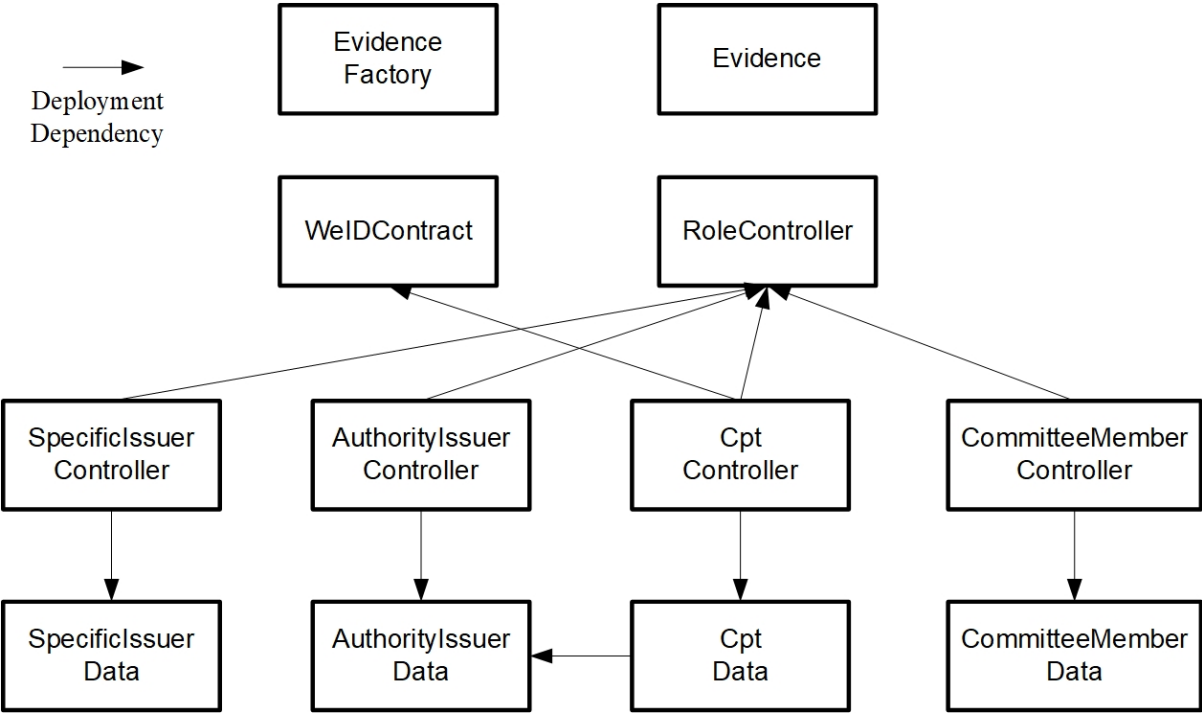 Evidence
Factory
Evidence
Deployment
Dependency
WeIDContract
RoleController
SpecificIssuer
Controller
AuthorityIssuer
Controller
Cpt
Controller
CommitteeMember
Controller
SpecificIssuer
Data
AuthorityIssuer
Data
Cpt
Data
CommitteeMember
Data